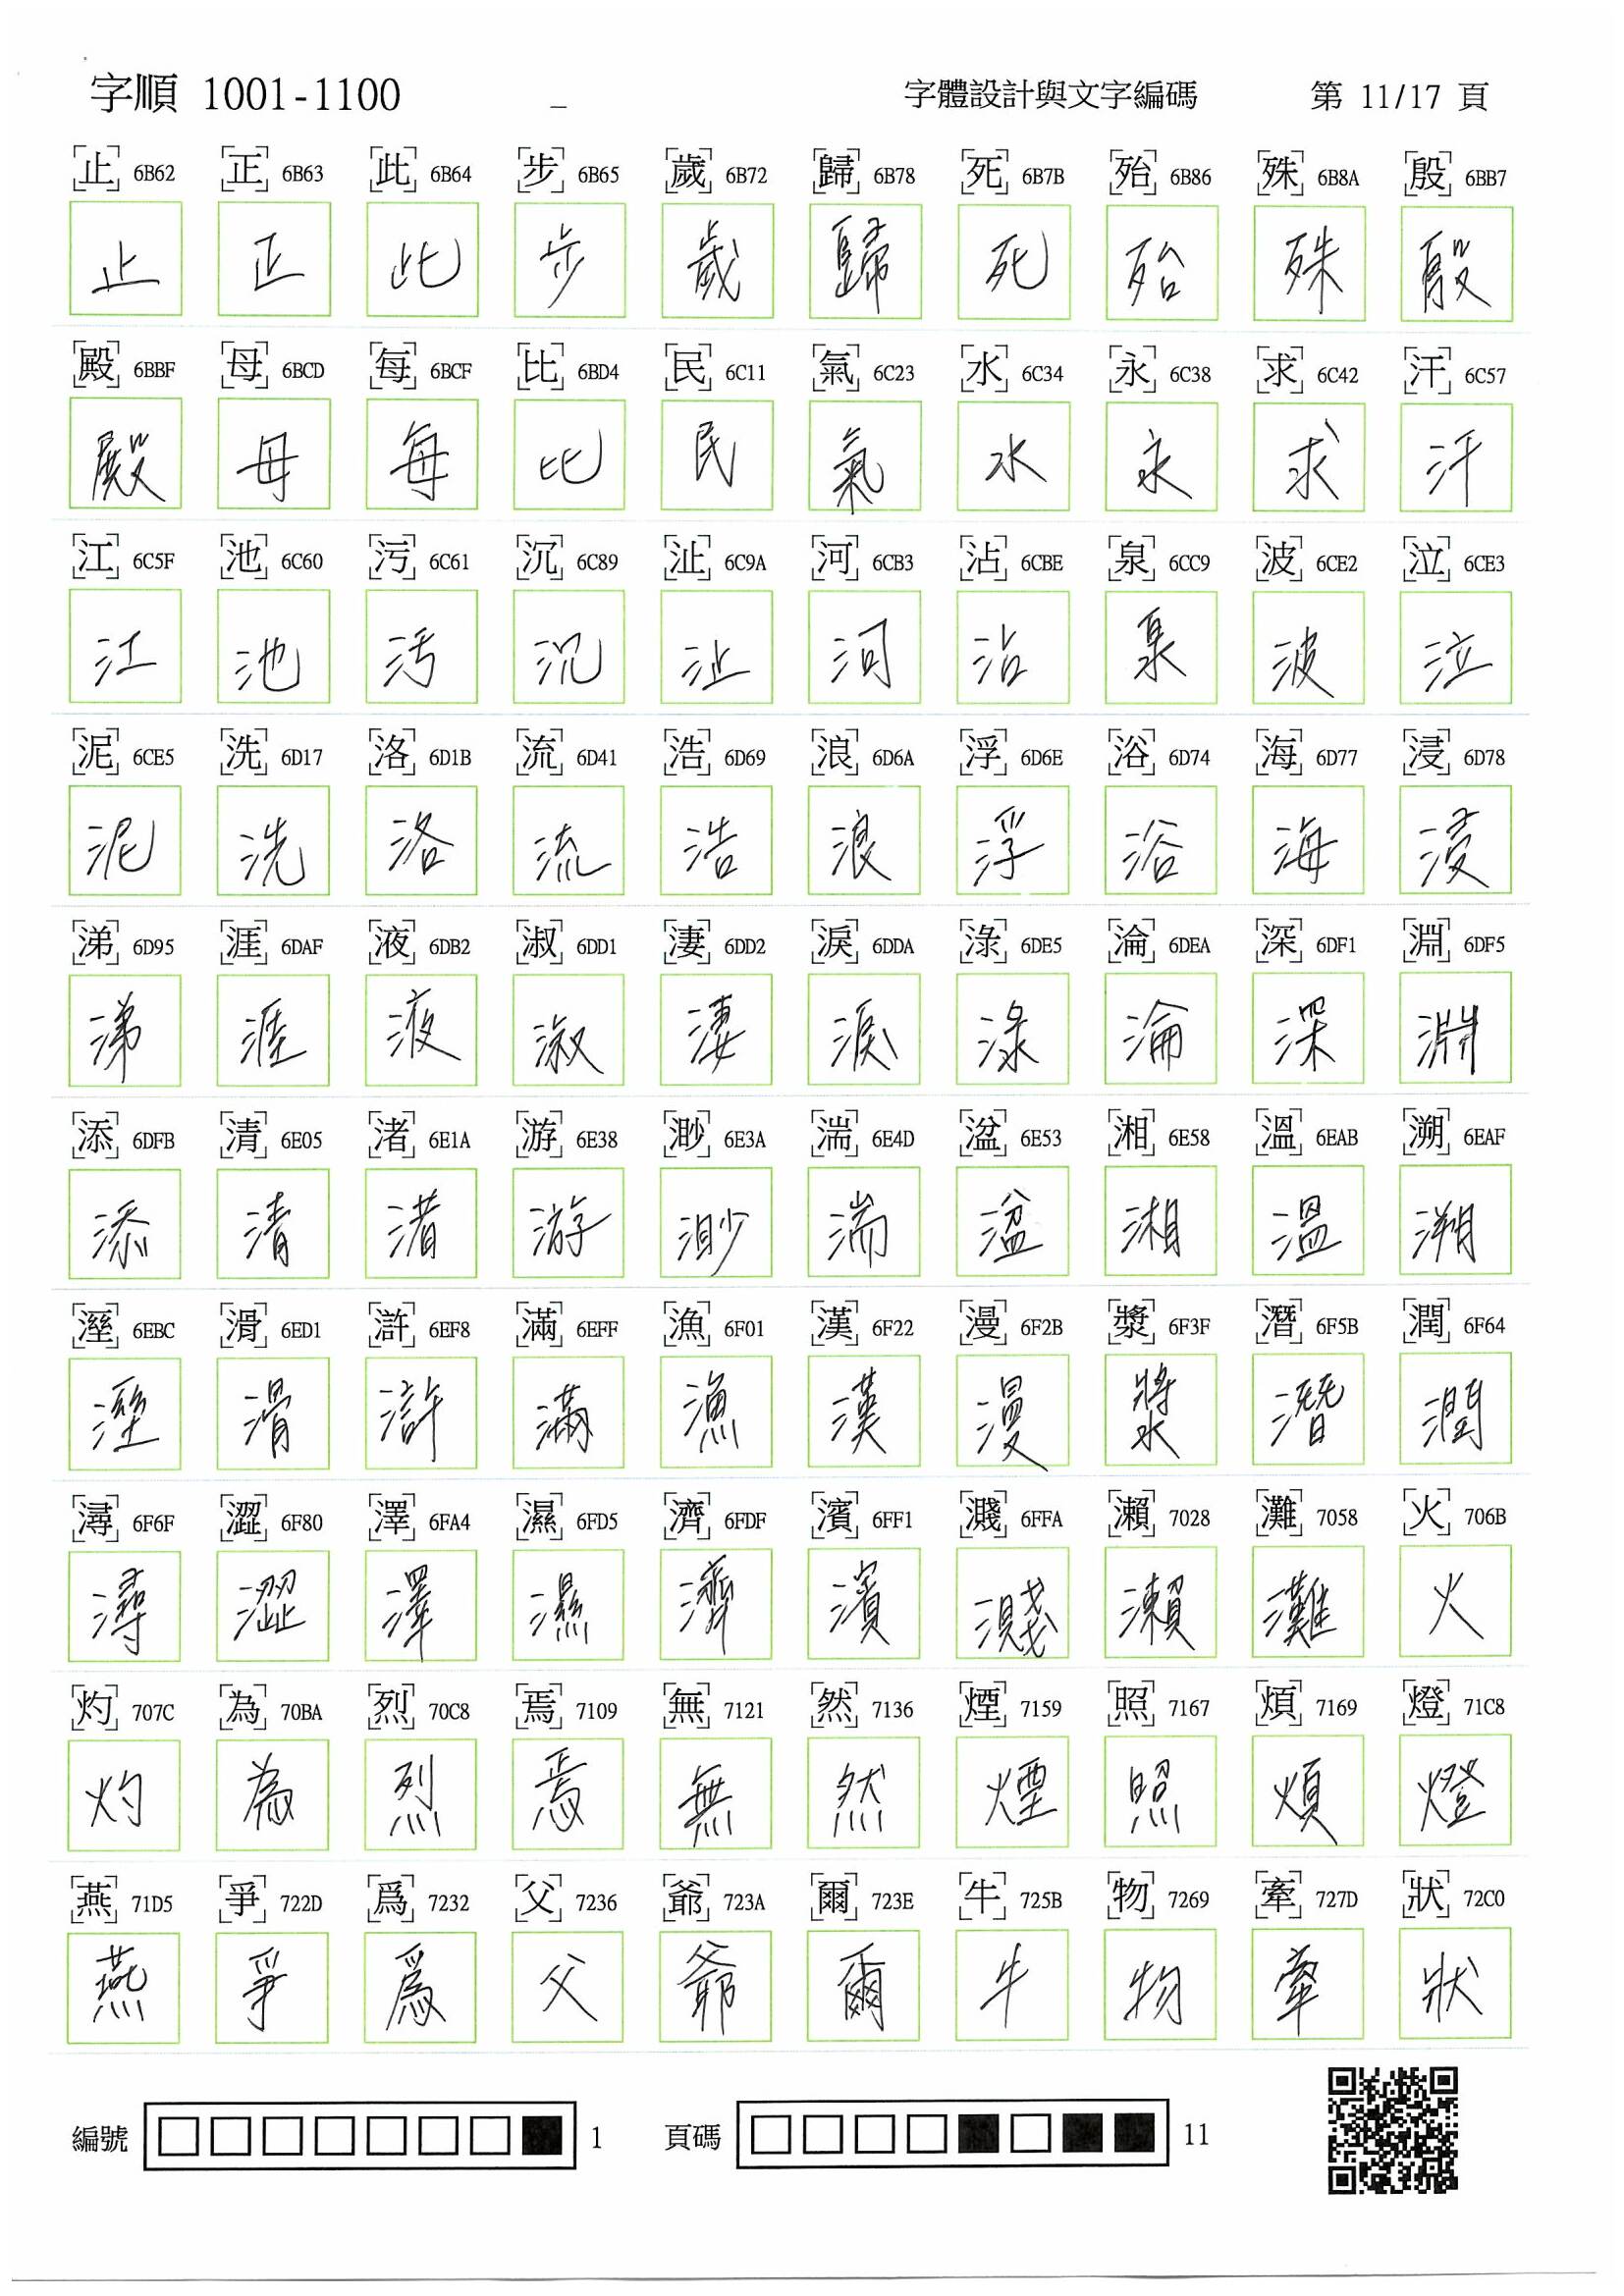 字順 1001-1100 _ 字體設計與文字編碼 第 11/17 頁
止 6B62 正 6B63 此 6B64 步 6B65 歲 6B72 歸 6B78 死 6B7B 殆 6B86 殊 6B8A 殷 6BB7
止 正 此 步 歲 歸 死 殆 殊 殷
殿 6BBF 母 6BCD 每 6BCF 比 6BD4 民 6C11 氣 6C23 水 6C34 永 6C38 求 6C42 汗 6C57
殿 母 每 比 民 氣 水 永 求 汗
江 6C5F 池 6C60 污 6C61 沉 6C89 沚 6C9A 河 6CB3 沾 6CBE 泉 6CC9 波 6CE2 泣 6CE3
江 池 污 沉 沚 河 沾 泉 波 泣
泥 6CE5 洗 6D17 洛 6D1B 流 6D41 浩 6D69 浪 6D6A 浮 6D6E 浴 6D74 海 6D77 浸 6D78
泥 洗 洛 流 浩 浪 浮 浴 海 浸
涕 6D95 涯 6DAF 液 6DB2 淑 6DD1 淒 6DD2 淚 6DDA 淥 6DE5 淪 6DEA 深 6DF1 淵 6DF5
涕 涯 液 淑 淒 淚 淥 淪 深 淵
添 6DFB 清 6E05 渚 6E1A 游 6E38 渺 6E3A 湍 6E4D 湓 6E53 湘 6E58 溫 6EAB 溯 6EAF
添 清 渚 游 渺 湍 湓 湘 溫 溯
溼 6EBC 滑 6ED1 滸 6EF8 滿 6EFF 漁 6F01 漢 6F22 漫 6F2B 漿 6F3F 潛 6F5B 潤 6F64
溼 滑 滸 滿 漁 漢 漫 漿 潛 潤
潯 6F6F 澀 6F80 澤 6FA4 濕 6FD5 濟 6FDF 濱 6FF1 濺 6FFA 瀨 7028 灘 7058 火 706B
潯 澀 澤 濕 濟 濱 濺 瀨 灘 火
灼 707C 為 70BA 烈 70C8 焉 7109 無 7121 然 7136 煙 7159 照 7167 煩 7169 燈 71C8
灼 為 烈 焉 無 然 煙 照 煩 燈
燕 71D5 爭 722D 爲 7232 父 7236 爺 723A 爾 723E 牛 725B 物 7269 牽 727D 狀 72C0
燕 爭 爲 父 爺 爾 牛 物 牽 狀
編號 1 頁碼 11